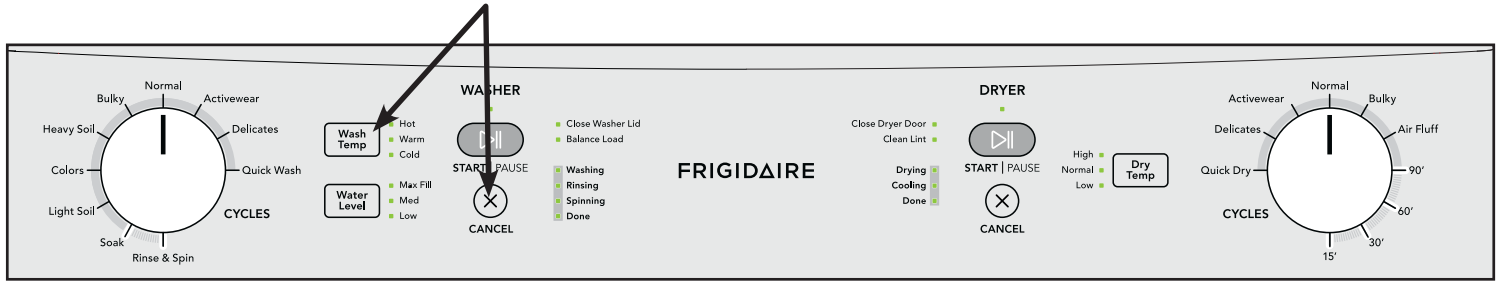 Normal
Bulky
Activewear
Heavy Soil
Delicates
Colors
Quick Wash
Light Soil
CYCLES
Soak
Rinse & Spin
Wash
Temp
Hot
Warm
Cold
Water
Level
Max Fill
Med
Low
WASHER
START | PAUSE
CANCEL
Close Washer Lid
Balance Load
Washing
Rinsing
Spinning
Done
FRIGIDAIRE
DRYER
Close Dryer Door
Clean Lint
Drying
Cooling
Done
START | PAUSE
CANCEL
High
Normal
Low
Dry
Temp
Normal
Activewear
Bulky
Delicates
Air Fluff
Quick Dry
90’
CYCLES
60’
30’
15’